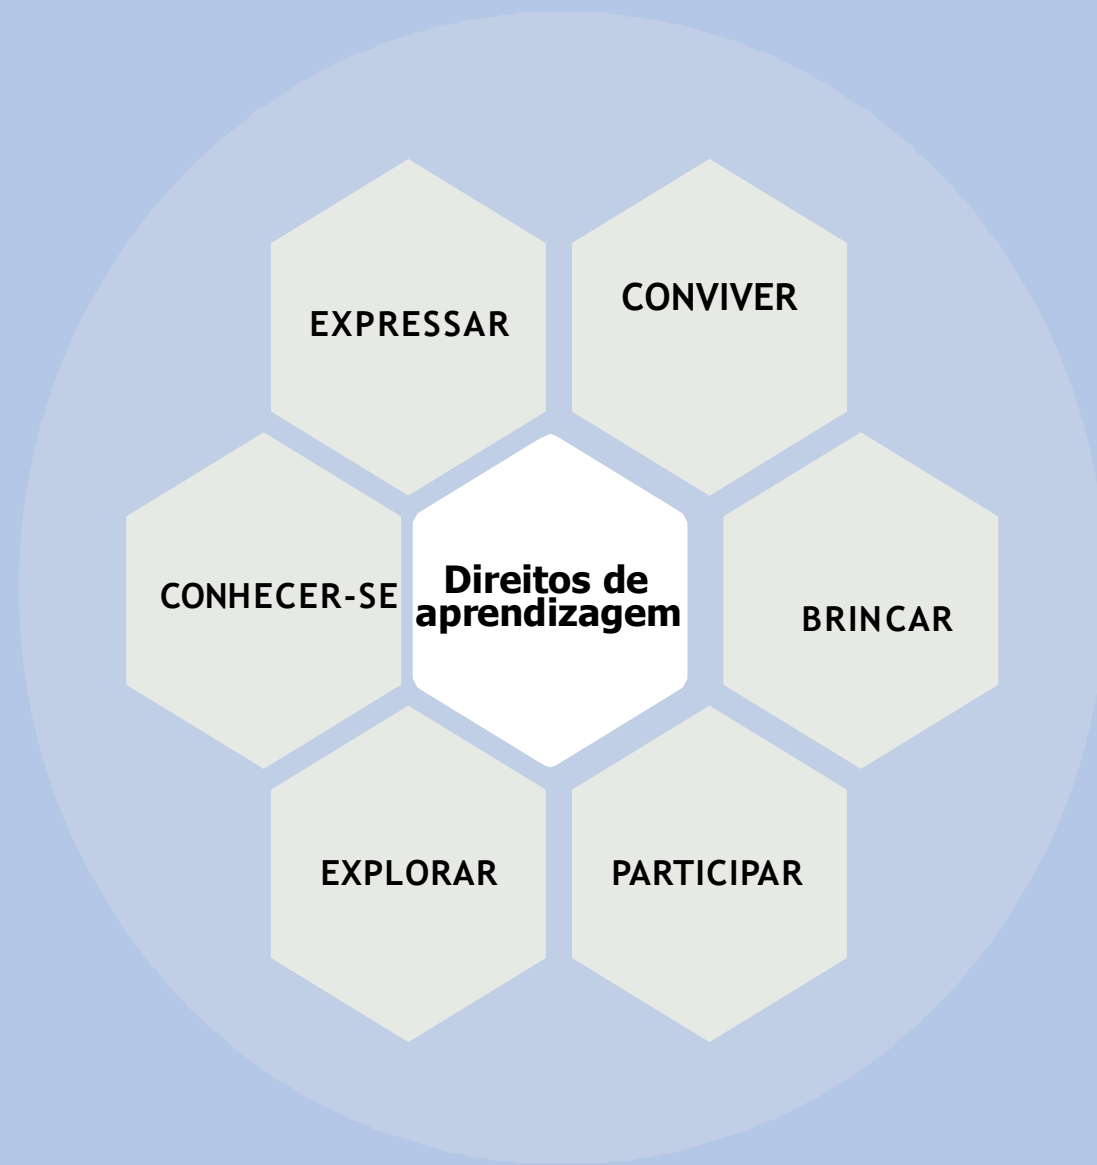 CONVIVER
EXPRESSAR
Direitos de
aprendizagem
CONHECER-SE
BRINCAR
EXPLORAR
PARTICIPAR